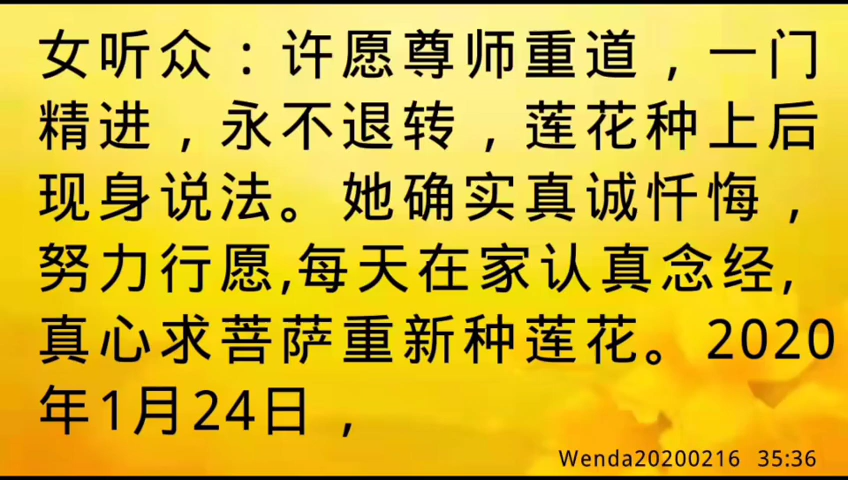 女听众：许愿尊师重道，一门
精进，永不退转，莲花种上后
现身说法。她确实真诚忏悔，
努力行愿,每天在家认真念经,
真心求菩萨重新种莲花。2020
年1月24日，
Wenda20200216 35:36